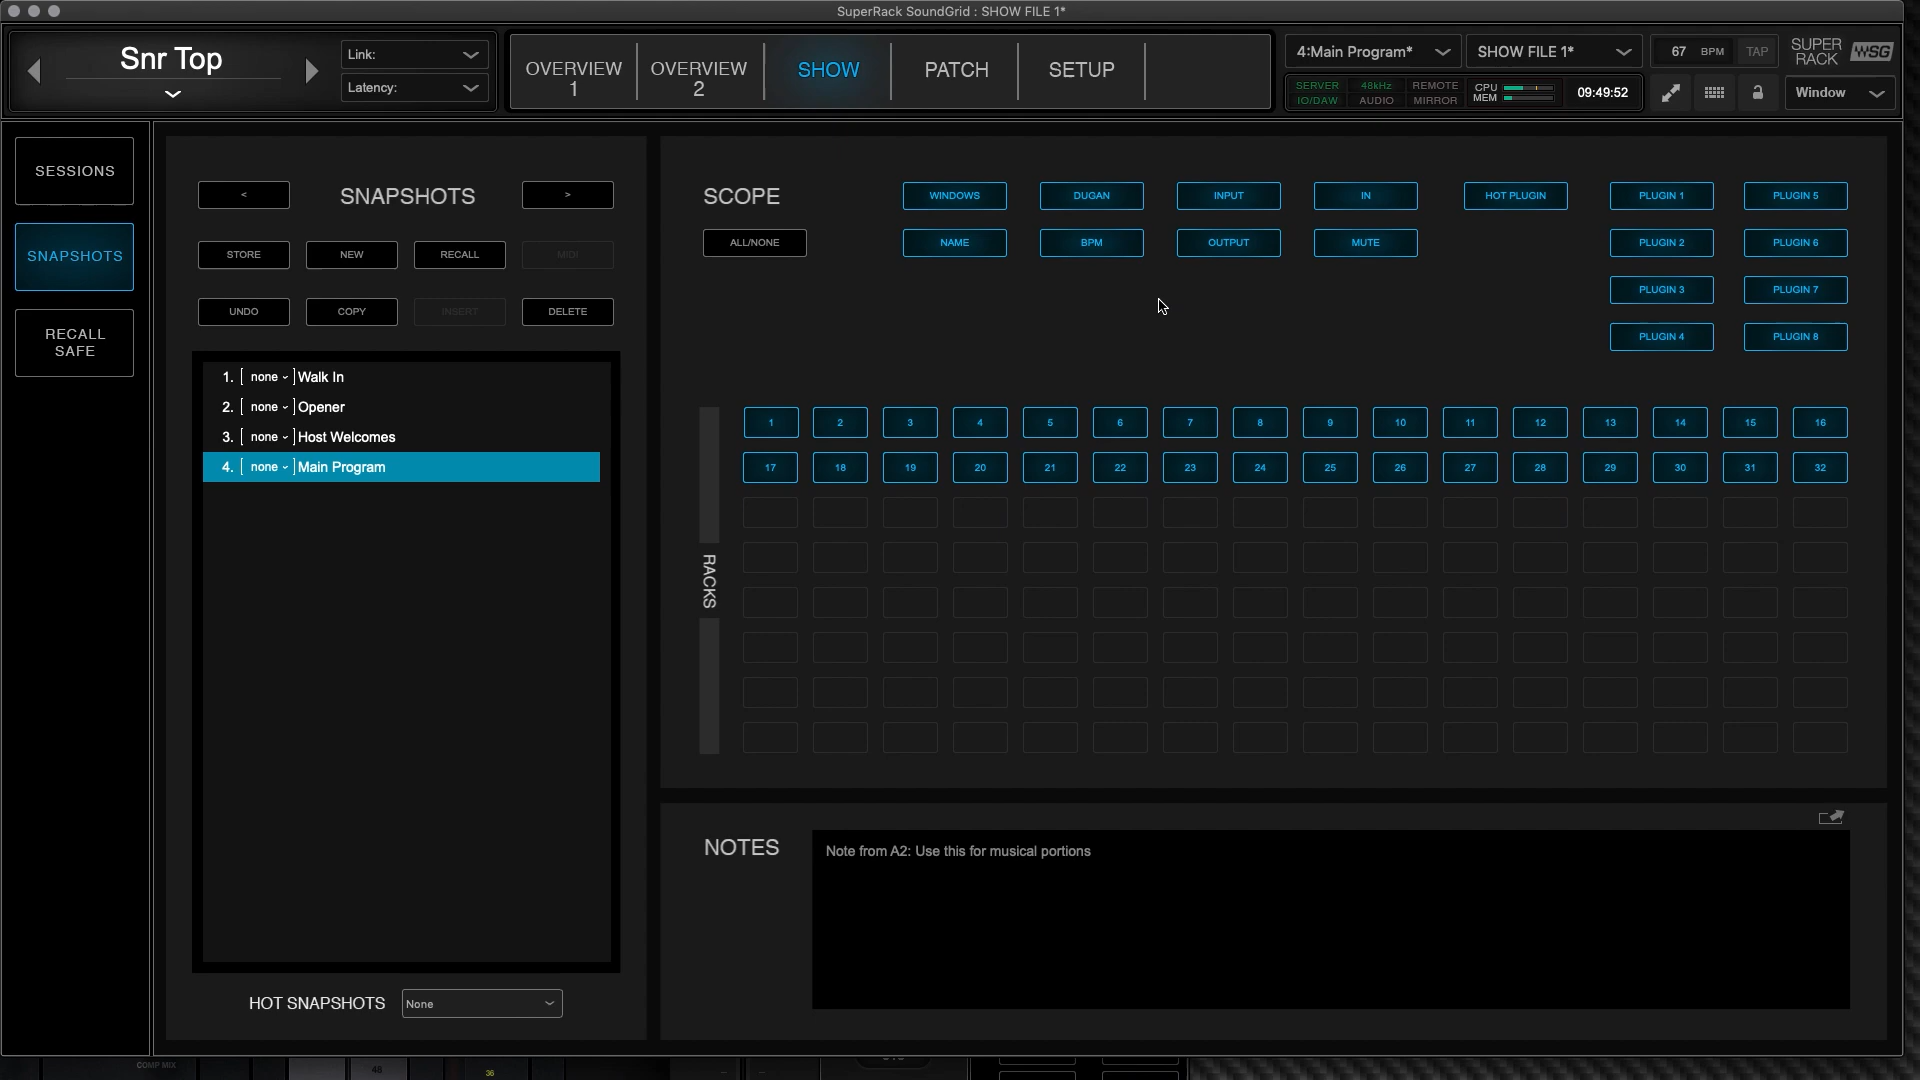 SuperRack SoundGrid : SHOW FILE 1*
Snr Top
Link:
Latency:
OVERVIEW 1
OVERVIEW 2
SHOW
PATCH
SETUP
4:Main Program*
SHOW FILE 1*
67 BPM TAP
SUPER RACK WSG
SERVER 48kHz REMOTE
IO/DAW AUDIO MIRROR
CPU
MEM
09:49:52
Window
SESSIONS
SNAPSHOTS
RECALL SAFE
< SNAPSHOTS >
STORE NEW RECALL MIDI
UNDO COPY INSERT DELETE
1. [ none ] Walk In
2. [ none ] Opener
3. [ none ] Host Welcomes
4. [ none ] Main Program
HOT SNAPSHOTS None
SCOPE
ALL/NONE
WINDOWS DUGAN INPUT IN HOT PLUGIN PLUGIN 1 PLUGIN 5
NAME BPM OUTPUT MUTE PLUGIN 2 PLUGIN 6
PLUGIN 3 PLUGIN 7
PLUGIN 4 PLUGIN 8
RACKS
1 2 3 4 5 6 7 8 9 10 11 12 13 14 15 16
17 18 19 20 21 22 23 24 25 26 27 28 29 30 31 32
NOTES
Note from A2: Use this for musical portions
COMP MIX
48
36